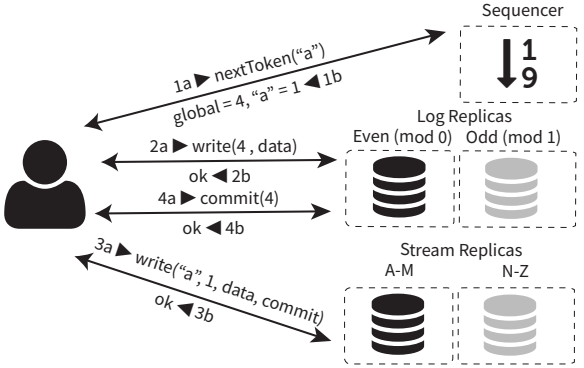 Sequencer
1
9
1a ► nextToken("a")
global = 4, "a" = 1 ◄ 1b
Log Replicas
Even (mod 0) Odd (mod 1)
2a ► write(4 , data)
ok ◄ 2b
4a ► commit(4)
ok ◄ 4b
3a ► write("a", 1, data, commit)
ok ◄ 3b
Stream Replicas
A-M N-Z